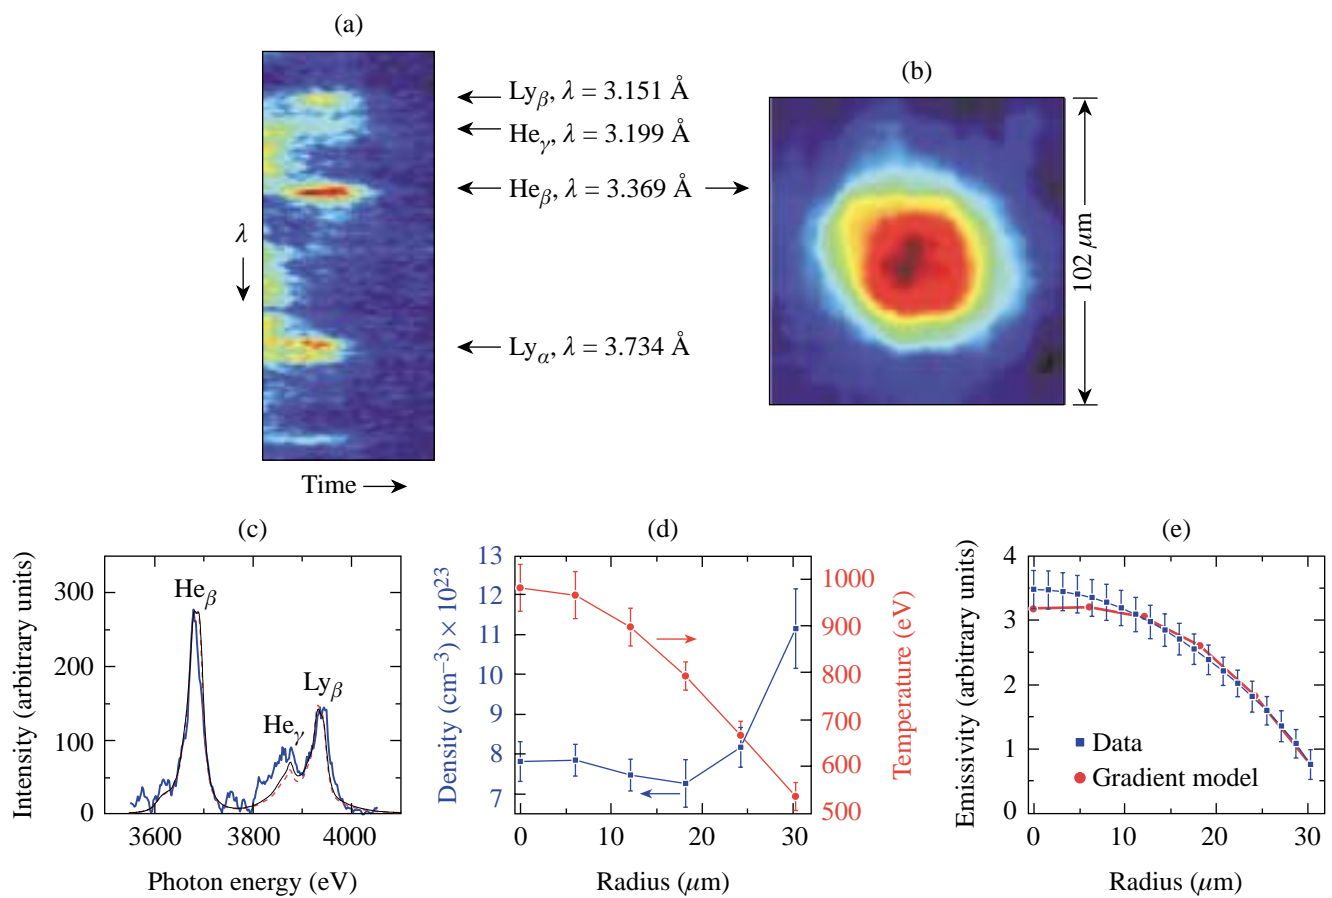 (a)
Lyβ, λ = 3.151 Å
Heγ, λ = 3.199 Å
Heβ, λ = 3.369 Å
Lyα, λ = 3.734 Å
λ
Time
(b)
102 μm
(c)
Intensity (arbitrary units)
300
200
100
0
Heβ
Heγ
Lyβ
3600 3800 4000
Photon energy (eV)
(d)
Density (cm−3) × 1023
13
12
11
10
9
8
7
1000
900
800
700
600
500
Temperature (eV)
0 10 20 30
Radius (μm)
(e)
Emissivity (arbitrary units)
4
3
2
1
0
Data
Gradient model
0 10 20 30
Radius (μm)